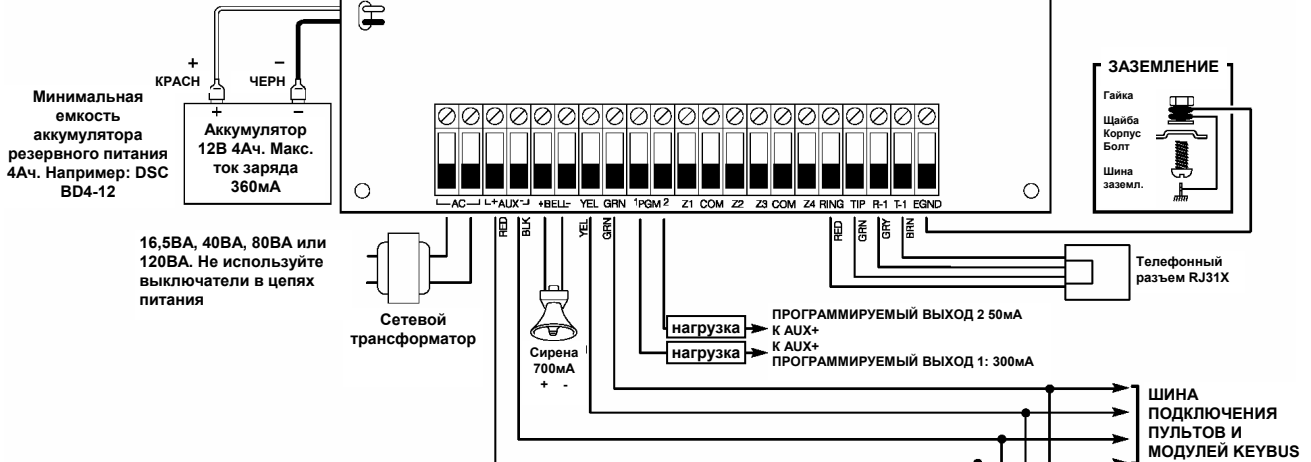 + –
КРАСН ЧЕРН
Минимальная
емкость
аккумулятора
резервного питания
4Ач. Например: DSC
BD4-12
+ –
Аккумулятор
12В 4Ач. Макс.
ток заряда
360мА
ЗАЗЕМЛЕНИЕ
Гайка
Щайба
Корпус
Болт
Шина
заземл.
AC +AUX- +BELL- YEL GRN 1PGM2 Z1 COM Z2 Z3 COM Z4 RING TIP R-1 T-1 EGND
RED BLK YEL GRN RED GRN GRY BRN
16,5ВА, 40ВА, 80ВА или
120ВА. Не используйте
выключатели в цепях
питания
Сетевой
трансформатор
Сирена
700мА
+ -
Телефонный
разъем RJ31X
нагрузка
ПРОГРАММИРУЕМЫЙ ВЫХОД 2 50мА
К AUX+
нагрузка
К AUX+
ПРОГРАММИРУЕМЫЙ ВЫХОД 1: 300мА
ШИНА
ПОДКЛЮЧЕНИЯ
ПУЛЬТОВ И
МОДУЛЕЙ KEYBUS